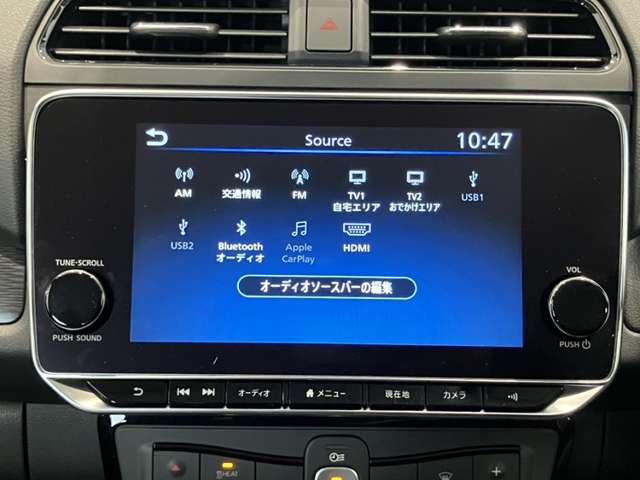 Source
10:47
AM 交通情報 FM TV1 TV2 USB1
自宅エリア おでかけエリア
USB2 Bluetooth Apple HDMI
オーディオ CarPlay
オーディオソースバーの編集
TUNE·SCROLL
PUSH SOUND
VOL
PUSH
オーディオ メニュー 現在地 カメラ
HEAT